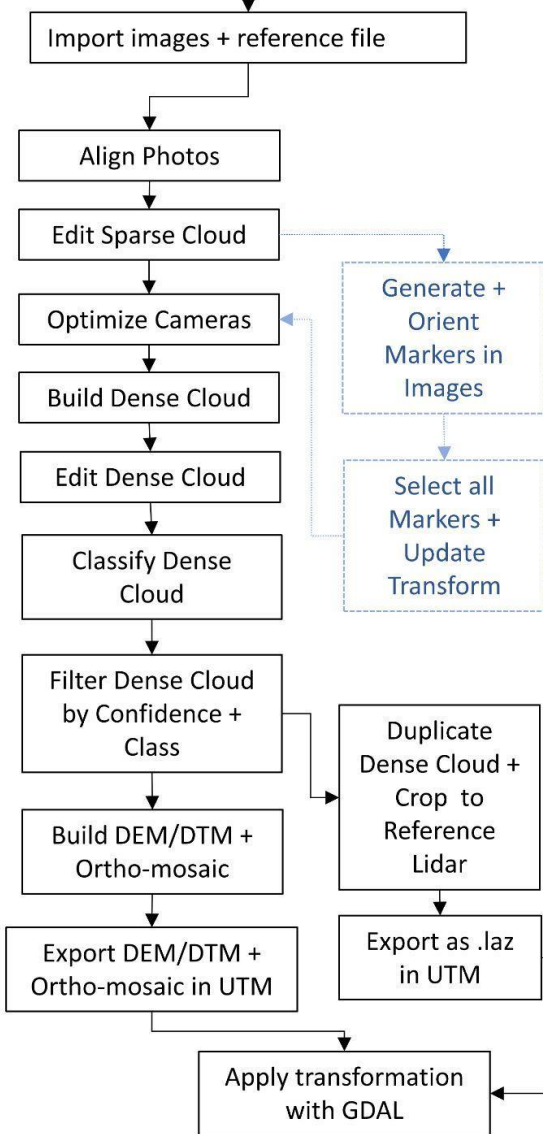 Import images + reference file
Align Photos
Edit Sparse Cloud
Generate +
Orient
Markers in
Images
Optimize Cameras
Build Dense Cloud
Edit Dense Cloud
Select all
Markers +
Update
Transform
Classify Dense
Cloud
Filter Dense Cloud
by Confidence +
Class
Duplicate
Dense Cloud +
Crop to
Reference
Lidar
Build DEM/DTM +
Ortho-mosaic
Export DEM/DTM +
Ortho-mosaic in UTM
Export as .laz
in UTM
Apply transformation
with GDAL